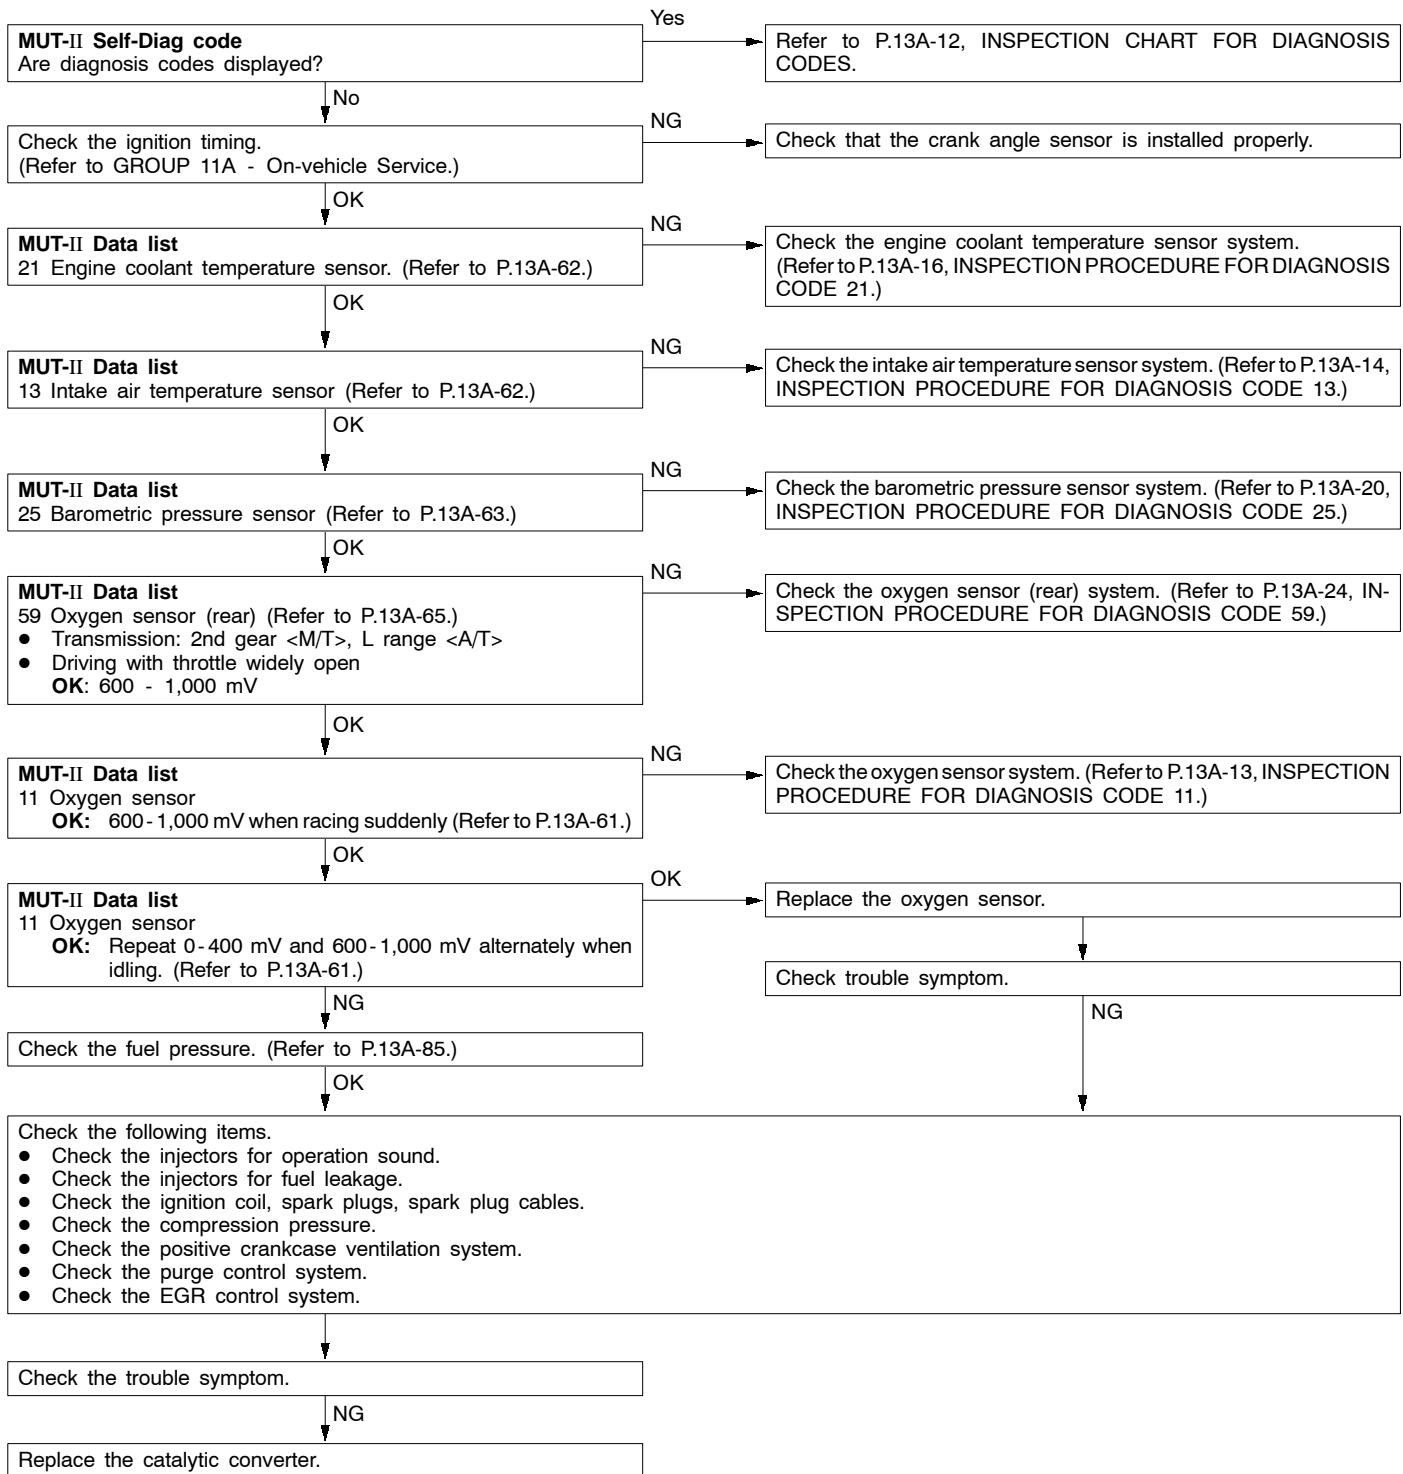 Yes
MUT-II Self-Diag code
Are diagnosis codes displayed?
Refer to P.13A-12, INSPECTION CHART FOR DIAGNOSIS
CODES.
No
Check the ignition timing.
(Refer to GROUP 11A - On-vehicle Service.)
NG
Check that the crank angle sensor is installed properly.
OK
MUT-II Data list
21 Engine coolant temperature sensor. (Refer to P.13A-62.)
NG
Check the engine coolant temperature sensor system.
(Refer to P.13A-16, INSPECTION PROCEDURE FOR DIAGNOSIS
CODE 21.)
OK
MUT-II Data list
13 Intake air temperature sensor (Refer to P.13A-62.)
NG
Check the intake air temperature sensor system. (Refer to P.13A-14,
INSPECTION PROCEDURE FOR DIAGNOSIS CODE 13.)
OK
MUT-II Data list
25 Barometric pressure sensor (Refer to P.13A-63.)
NG
Check the barometric pressure sensor system. (Refer to P.13A-20,
INSPECTION PROCEDURE FOR DIAGNOSIS CODE 25.)
OK
MUT-II Data list
59 Oxygen sensor (rear) (Refer to P.13A-65.)
● Transmission: 2nd gear <M/T>, L range <A/T>
● Driving with throttle widely open
OK: 600 - 1,000 mV
NG
Check the oxygen sensor (rear) system. (Refer to P.13A-24, IN-
SPECTION PROCEDURE FOR DIAGNOSIS CODE 59.)
OK
MUT-II Data list
11 Oxygen sensor
OK: 600 - 1,000 mV when racing suddenly (Refer to P.13A-61.)
NG
Check the oxygen sensor system. (Refer to P.13A-13, INSPECTION
PROCEDURE FOR DIAGNOSIS CODE 11.)
OK
MUT-II Data list
11 Oxygen sensor
OK: Repeat 0 - 400 mV and 600 - 1,000 mV alternately when
idling. (Refer to P.13A-61.)
OK
Replace the oxygen sensor.
Check trouble symptom.
NG
NG
Check the fuel pressure. (Refer to P.13A-85.)
OK
Check the following items.
● Check the injectors for operation sound.
● Check the injectors for fuel leakage.
● Check the ignition coil, spark plugs, spark plug cables.
● Check the compression pressure.
● Check the positive crankcase ventilation system.
● Check the purge control system.
● Check the EGR control system.
Check the trouble symptom.
NG
Replace the catalytic converter.